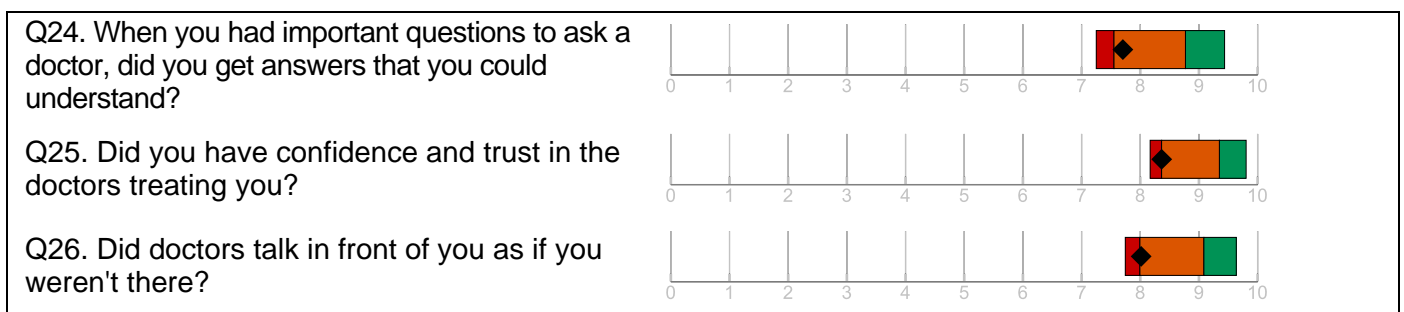 Q24. When you had important questions to ask a
doctor, did you get answers that you could
understand?
0 1 2 3 4 5 6 7 8 9 10
Q25. Did you have confidence and trust in the
doctors treating you?
0 1 2 3 4 5 6 7 8 9 10
Q26. Did doctors talk in front of you as if you
weren't there?
0 1 2 3 4 5 6 7 8 9 10